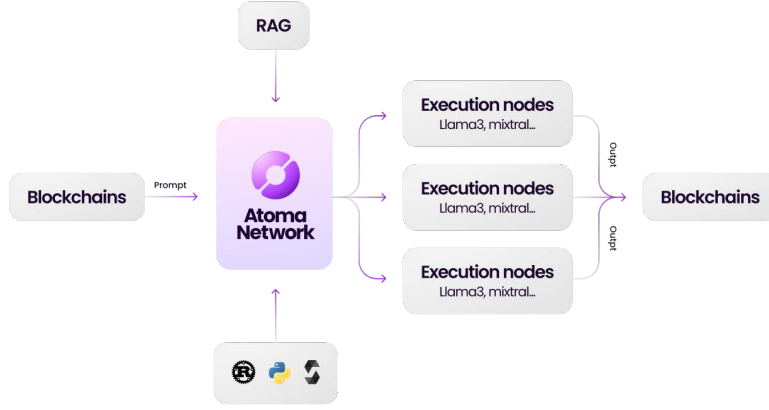 RAG
Execution nodes
Llama3, mixtral...
Outpt
Blockchains
Prompt
Atoma
Network
Execution nodes
Llama3, mixtral...
Blockchains
Outpt
Execution nodes
Llama3, mixtral...
R